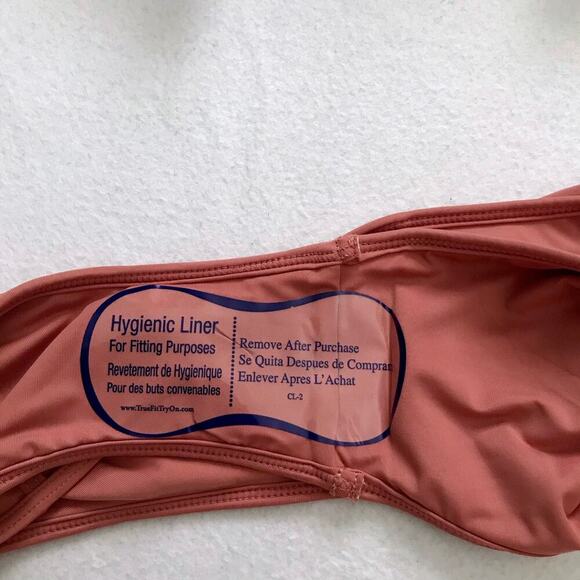 Hygienic Liner
For Fitting Purposes
Revetement de Hygienique
Pour des buts convenables
www.TrueFitTryOn.com
Remove After Purchase
Se Quita Despues de Comprar
Enlever Apres L'Achat
CL-2